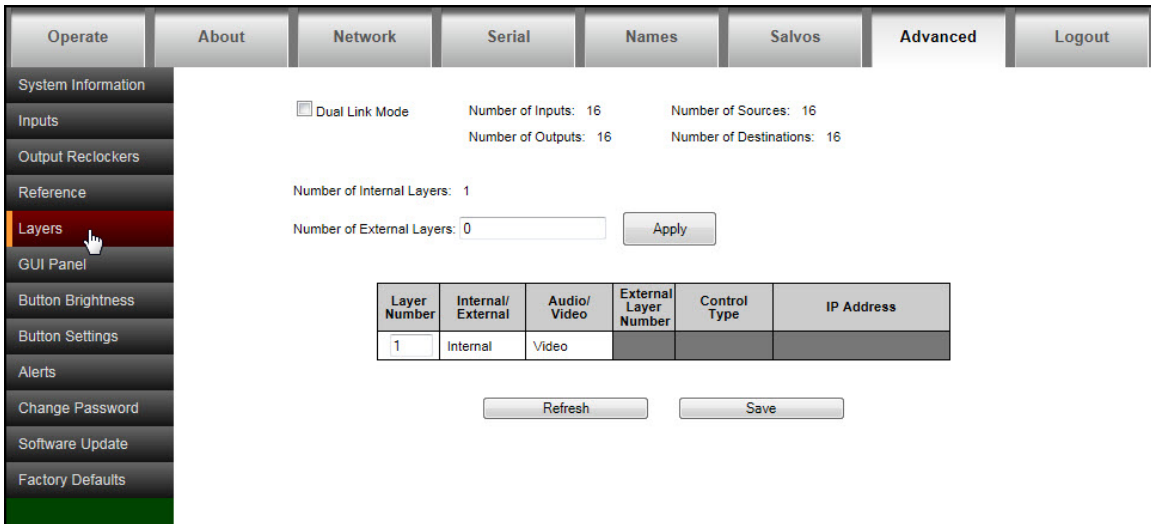 Operate About Network Serial Names Salvos Advanced Logout
System Information
Inputs
Output Reclockers
Reference
Layers
GUI Panel
Button Brightness
Button Settings
Alerts
Change Password
Software Update
Factory Defaults
Dual Link Mode Number of Inputs: 16 Number of Sources: 16
Number of Outputs: 16 Number of Destinations: 16
Number of Internal Layers: 1
Number of External Layers: 0 Apply
Layer Number Internal/ External Audio/ Video External Layer Number Control Type IP Address
1 Internal Video
Refresh Save